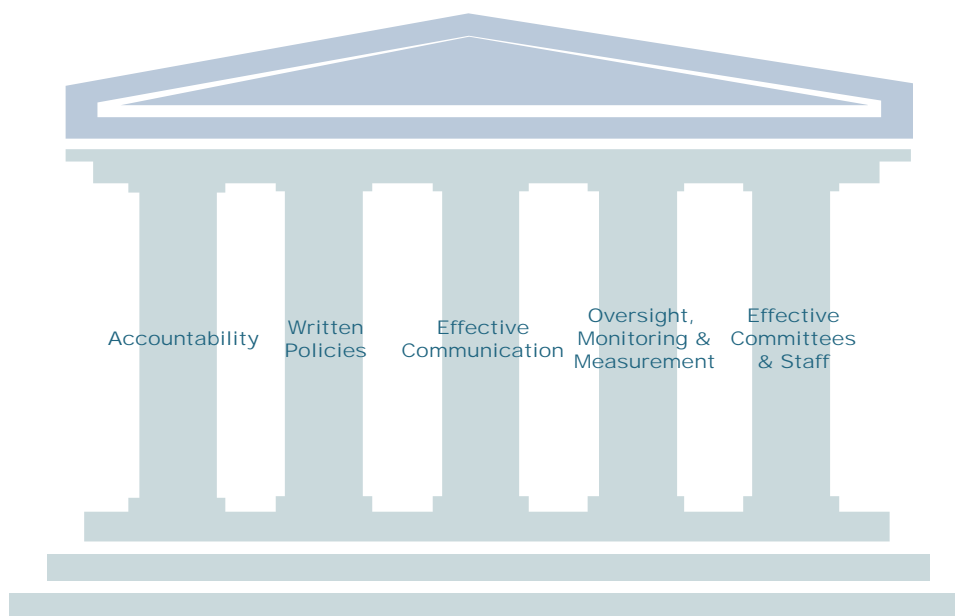 Accountability
Written
Policies
Effective
Communication
Oversight,
Monitoring &
Measurement
Effective
Committees
& Staff